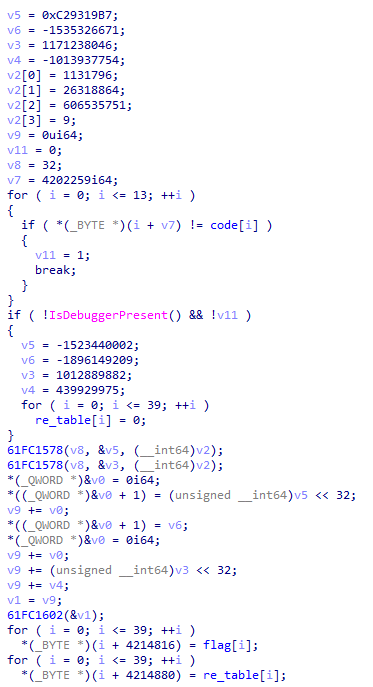 v5 = 0xC29319B7;
v6 = -1535326671;
v3 = 1171238046;
v4 = -1013937754;
v2[0] = 1131796;
v2[1] = 26318864;
v2[2] = 606535751;
v2[3] = 9;
v9 = 0ui64;
v11 = 0;
v8 = 32;
v7 = 4202259i64;
for ( i = 0; i <= 13; ++i )
{
if ( *(_BYTE *)(i + v7) != code[i] )
{
v11 = 1;
break;
}
}
if ( !IsDebuggerPresent() && !v11 )
{
v5 = -1523440002;
v6 = -1896149209;
v3 = 1012889882;
v4 = 439929975;
for ( i = 0; i <= 39; ++i )
re_table[i] = 0;
}
61FC1578(v8, &v5, (__int64)v2);
61FC1578(v8, &v3, (__int64)v2);
*(_QWORD *)&v0 = 0i64;
*((_QWORD *)&v0 + 1) = (unsigned __int64)v5 << 32;
v9 += v0;
*((_QWORD *)&v0 + 1) = v6;
*(_QWORD *)&v0 = 0i64;
v9 += v0;
v9 += (unsigned __int64)v3 << 32;
v9 += v4;
v1 = v9;
61FC1602(&v1);
for ( i = 0; i <= 39; ++i )
*(_BYTE *)(i + 4214816) = flag[i];
for ( i = 0; i <= 39; ++i )
*(_BYTE *)(i + 4214880) = re_table[i];